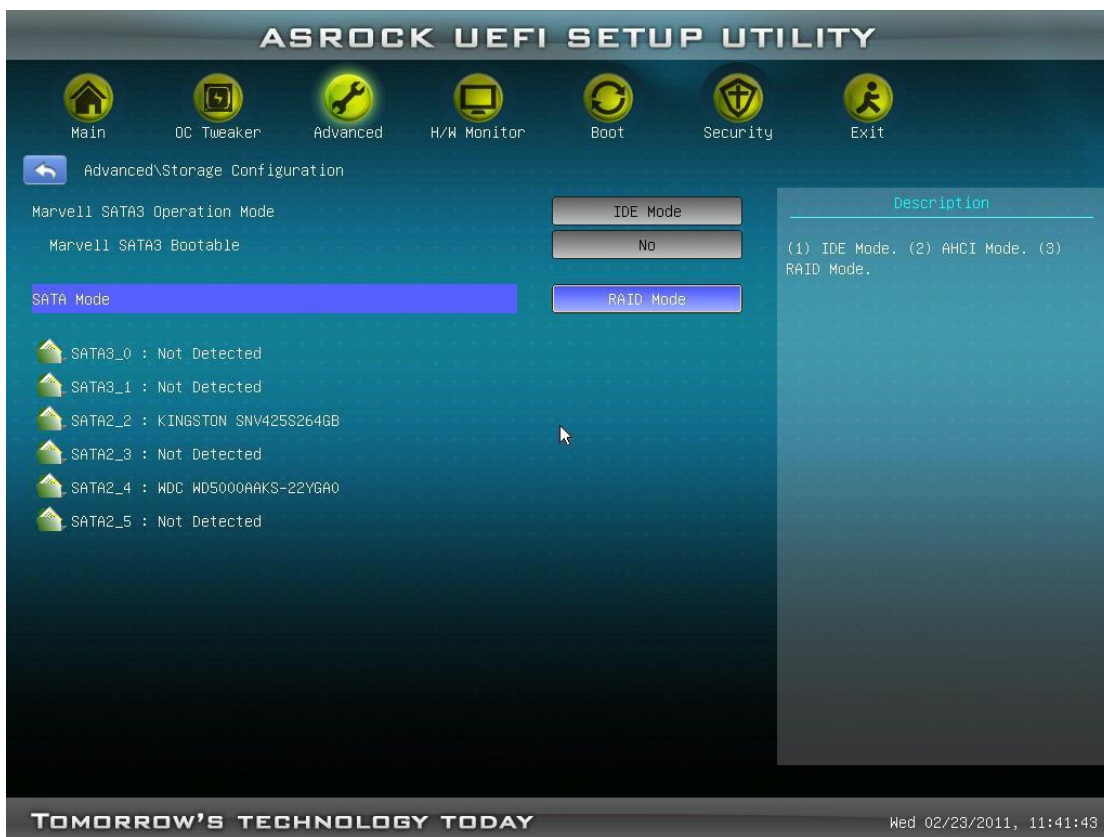 ASROCK UEFI SETUP UTILITY
Main OC Tweaker Advanced H/W Monitor Boot Security Exit
Advanced\Storage Configuration
Marvell SATA3 Operation Mode IDE Mode
Marvell SATA3 Bootable No
SATA Mode RAID Mode
SATA3_0 : Not Detected
SATA3_1 : Not Detected
SATA2_2 : KINGSTON SNV425S264GB
SATA2_3 : Not Detected
SATA2_4 : WDC WD5000AAKS-22YGA0
SATA2_5 : Not Detected
Description
(1) IDE Mode. (2) AHCI Mode. (3)
RAID Mode.
TOMORROW'S TECHNOLOGY TODAY
Wed 02/23/2011, 11:41:43